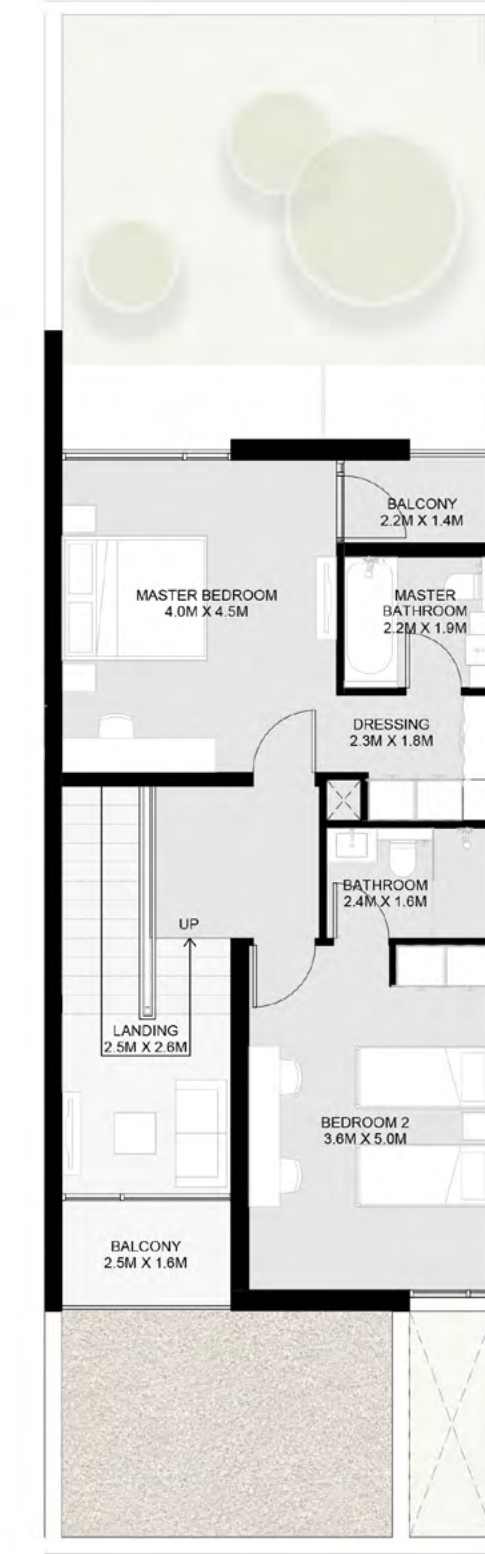 BALCONY
2.2M X 1.4M
MASTER BEDROOM
4.0M X 4.5M
MASTER
BATHROOM
2.2M X 1.9M
DRESSING
2.3M X 1.8M
BATHROOM
2.4M X 1.6M
UP
LANDING
2.5M X 2.6M
BEDROOM 2
3.6M X 5.0M
BALCONY
2.5M X 1.6M